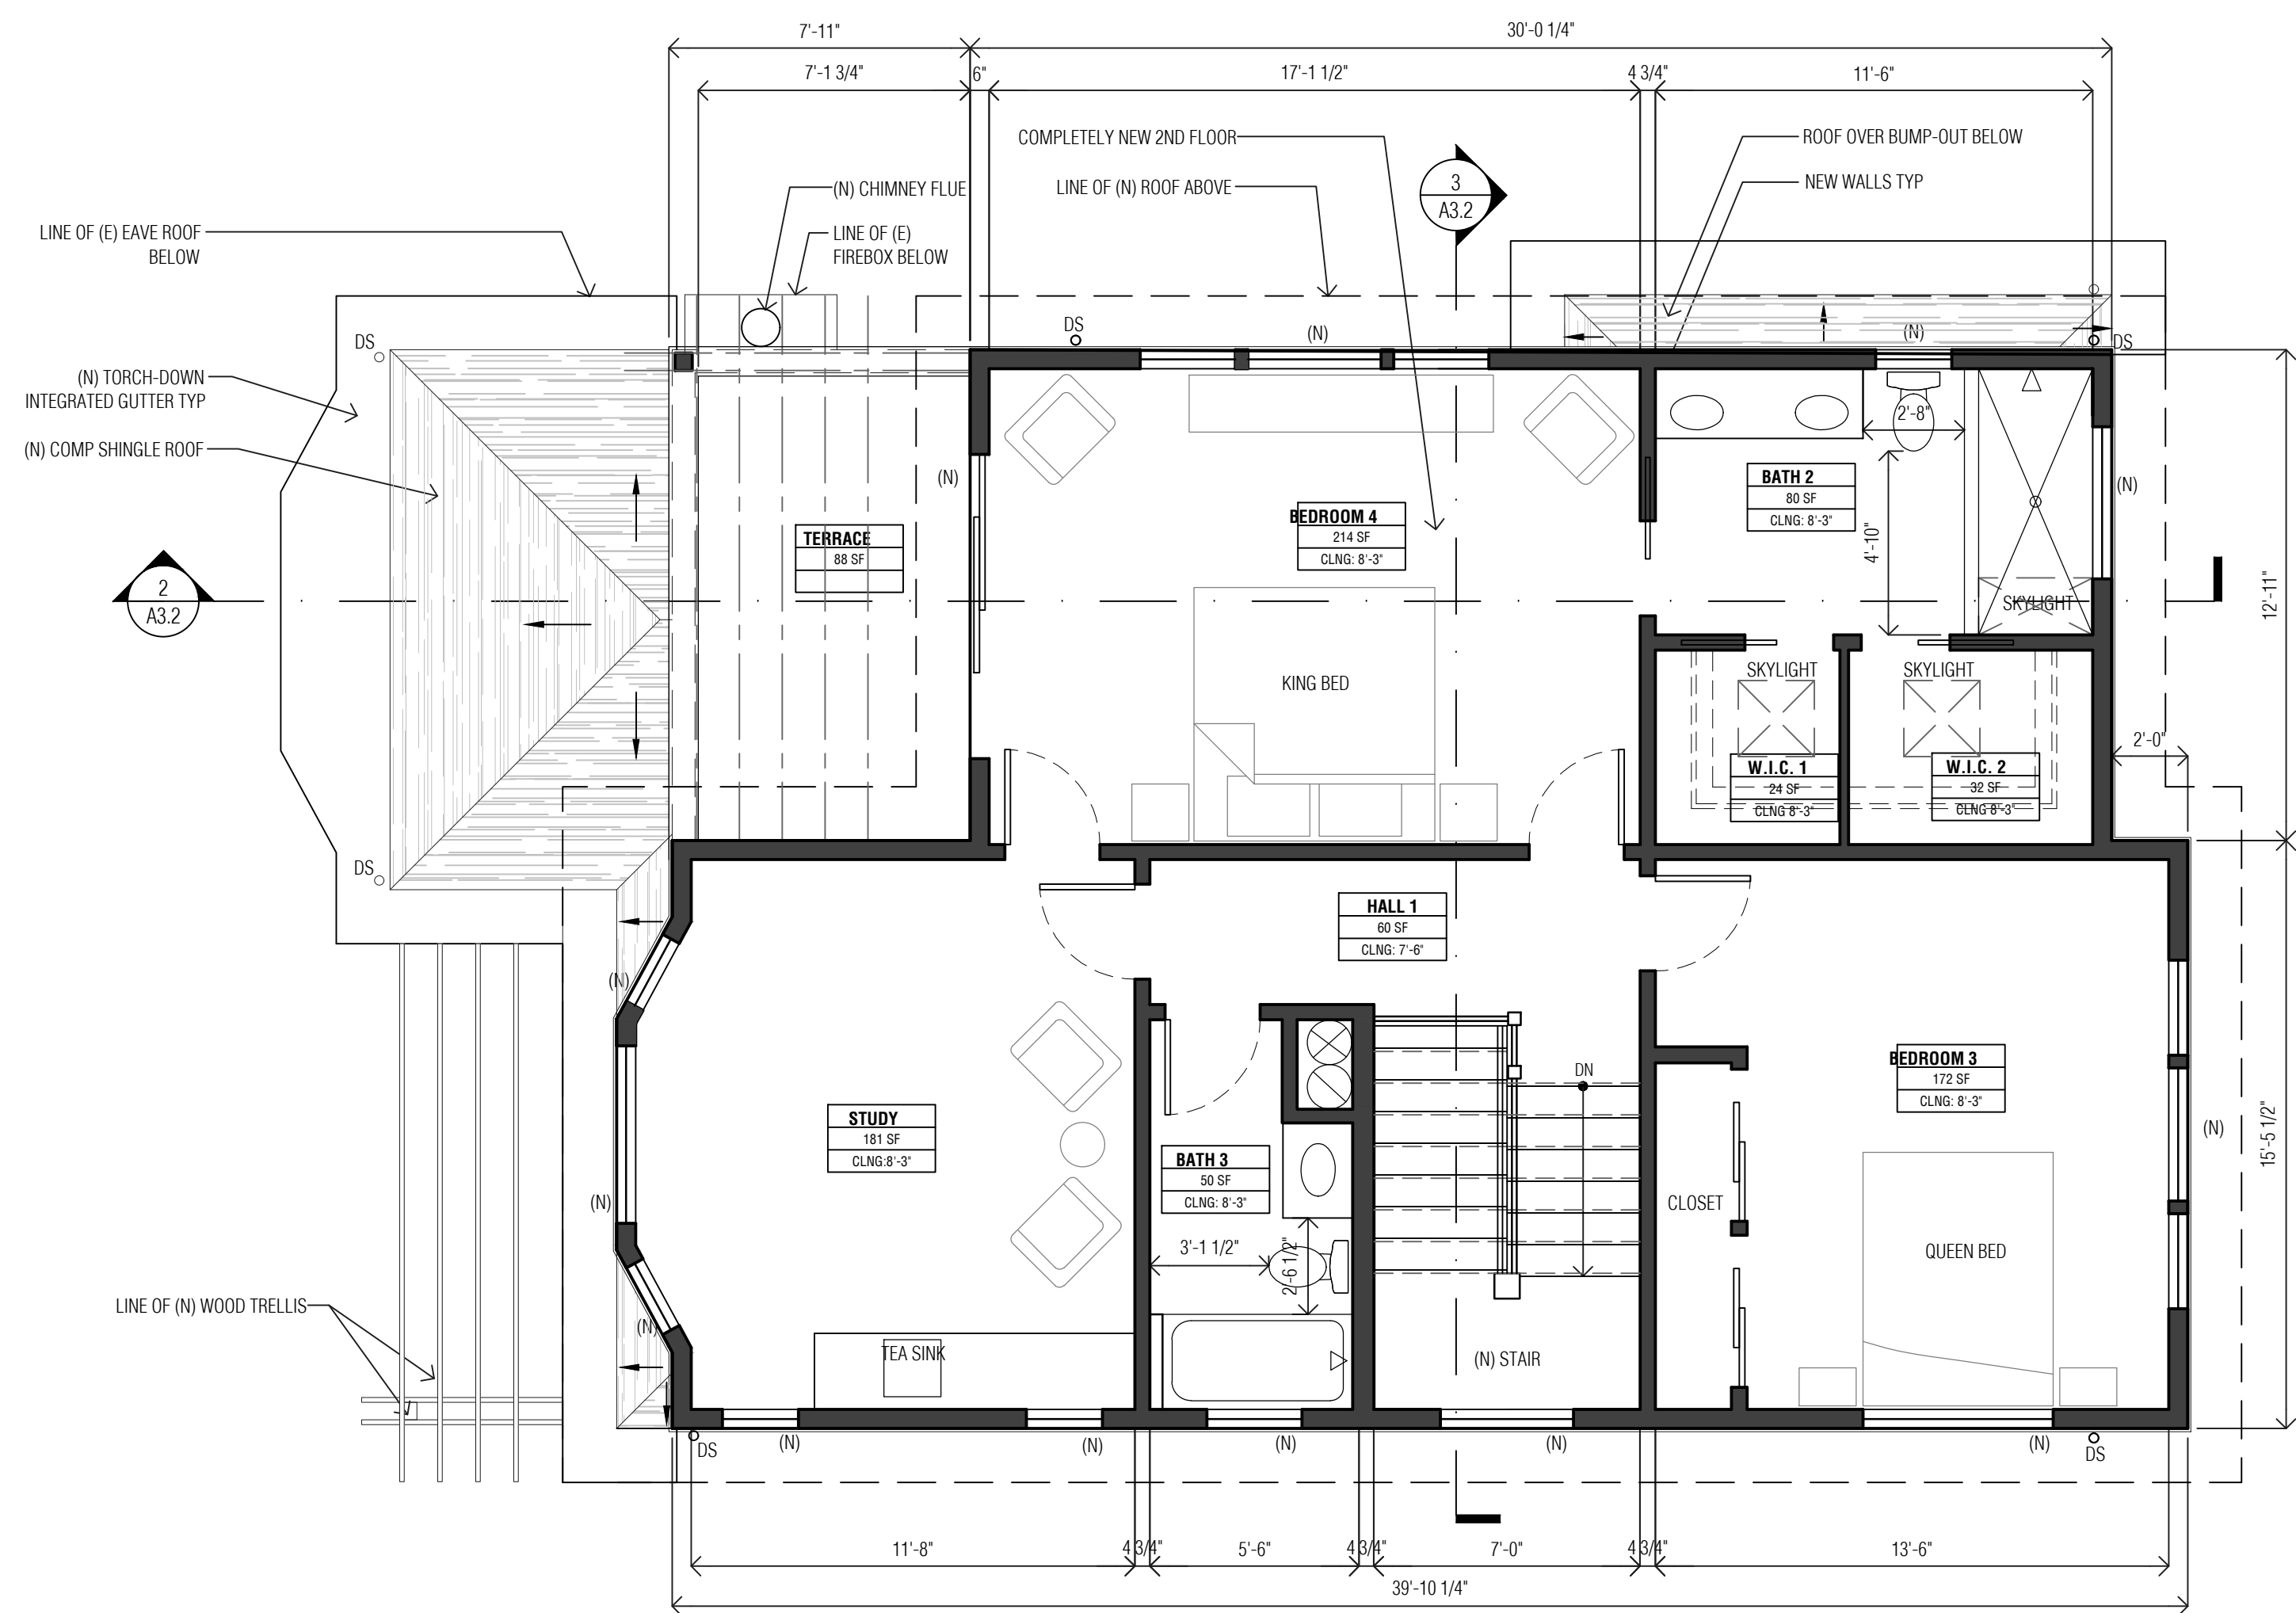 7'-11"
30'-0 1/4"
7'-1 3/4"
6"
17'-1 1/2"
4 3/4"
11'-6"
COMPLETELY NEW 2ND FLOOR
ROOF OVER BUMP-OUT BELOW
(N) CHIMNEY FLUE
LINE OF (N) ROOF ABOVE
3
A3.2
NEW WALLS TYP
LINE OF (E) EAVE ROOF
BELOW
LINE OF (E)
FIREBOX BELOW
DS
DS
(N)
(N)
DS
(N) TORCH-DOWN
INTEGRATED GUTTER TYP
(N) COMP SHINGLE ROOF
2'-8"
(N)
BATH 2
80 SF
CLNG: 8'-3"
(N)
BEDROOM 4
214 SF
CLNG: 8'-3"
TERRACE
88 SF
4'-10"
2
A3.2
SKYLIGHT
12'-11"
KING BED
SKYLIGHT
SKYLIGHT
2'-0"
W.I.C. 1
24 SF
CLNG 8'-3"
W.I.C. 2
32 SF
CLNG 8'-3"
DS
HALL 1
60 SF
CLNG: 7'-6"
(N)
BEDROOM 3
172 SF
CLNG: 8'-3"
DN
STUDY
181 SF
CLNG:8'-3"
(N)
15'-5 1/2"
BATH 3
50 SF
CLNG: 8'-3"
(N)
CLOSET
3'-1 1/2"
2'-6 1/2"
QUEEN BED
LINE OF (N) WOOD TRELLIS
(N)
TEA SINK
(N) STAIR
DS
(N)
(N)
(N)
(N)
(N)
DS
11'-8"
4 3/4"
5'-6"
4 3/4"
7'-0"
4 3/4"
13'-6"
39'-10 1/4"